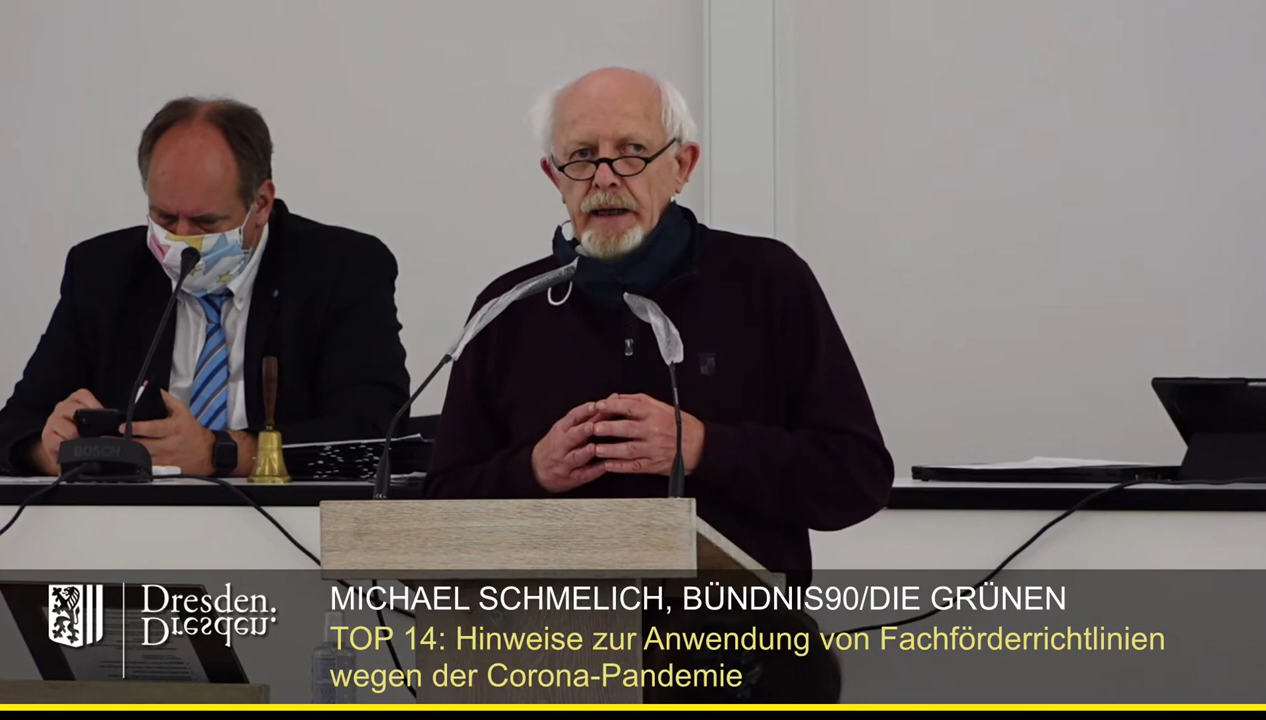 BOSCH
Dresden.
Dresden.
MICHAEL SCHMELICH, BÜNDNIS90/DIE GRÜNEN
TOP 14: Hinweise zur Anwendung von Fachförderrichtlinien
wegen der Corona-Pandemie